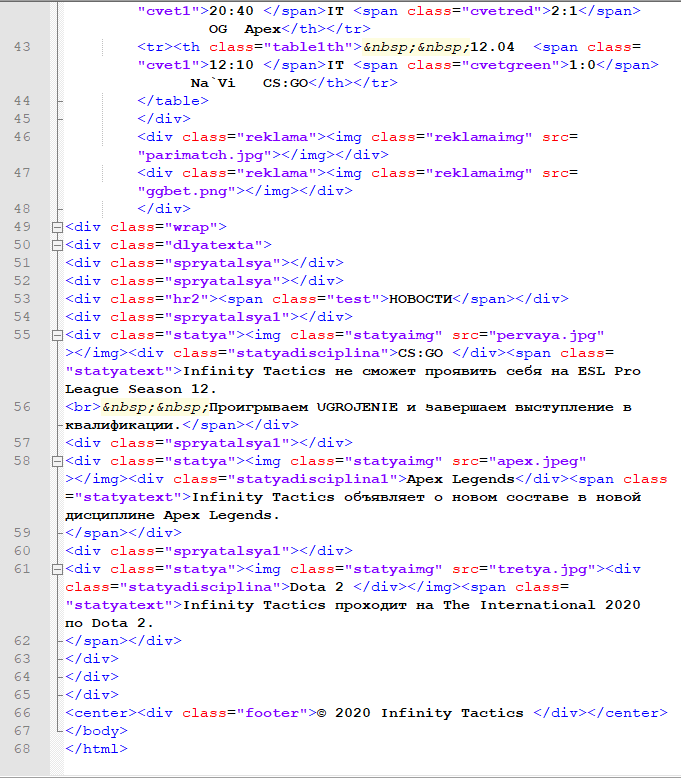 "cvet1">20:40 </span>IT <span class="cvetred">2:1</span>
OG  Apex</th></tr>
43 <tr><th class="table1th">&nbsp;&nbsp;12.04  <span class=
"cvet1">12:10 </span>IT <span class="cvetgreen">1:0</span>
Na`Vi   CS:GO</th></tr>
44 </table>
45 </div>
46 <div class="reklama"><img class="reklamaimg" src=
"parimatch.jpg"></img></div>
47 <div class="reklama"><img class="reklamaimg" src=
"ggbet.png"></img></div>
48 </div>
49 <div class="wrap">
50 <div class="dlyatexta">
51 <div class="spryatalsya"></div>
52 <div class="spryatalsya"></div>
53 <div class="hr2"><span class="test">НОВОСТИ</span></div>
54 <div class="spryatalsya1"></div>
55 <div class="statya"><img class="statyaimg" src="pervaya.jpg"
></img><div class="statyadisciplina">CS:GO </div><span class=
"statyatext">Infinity Tactics не сможет проявить себя на ESL Pro
League Season 12.
56 <br>&nbsp;&nbsp;Проигрываем UGROJENIE и завершаем выступление в
квалификации.</span></div>
57 <div class="spryatalsya1"></div>
58 <div class="statya"><img class="statyaimg" src="apex.jpeg"
></img><div class="statyadisciplina1">Apex Legends</div><span class
="statyatext">Infinity Tactics объявляет о новом составе в новой
дисциплине Apex Legends.
59 </span></div>
60 <div class="spryatalsya1"></div>
61 <div class="statya"><img class="statyaimg" src="tretya.jpg"><div
class="statyadisciplina">Dota 2 </div></img><span class=
"statyatext">Infinity Tactics проходит на The International 2020
по Dota 2.
62 </span></div>
63 </div>
64 </div>
65 </div>
66 <center><div class="footer">© 2020 Infinity Tactics </div></center>
67 </body>
68 </html>